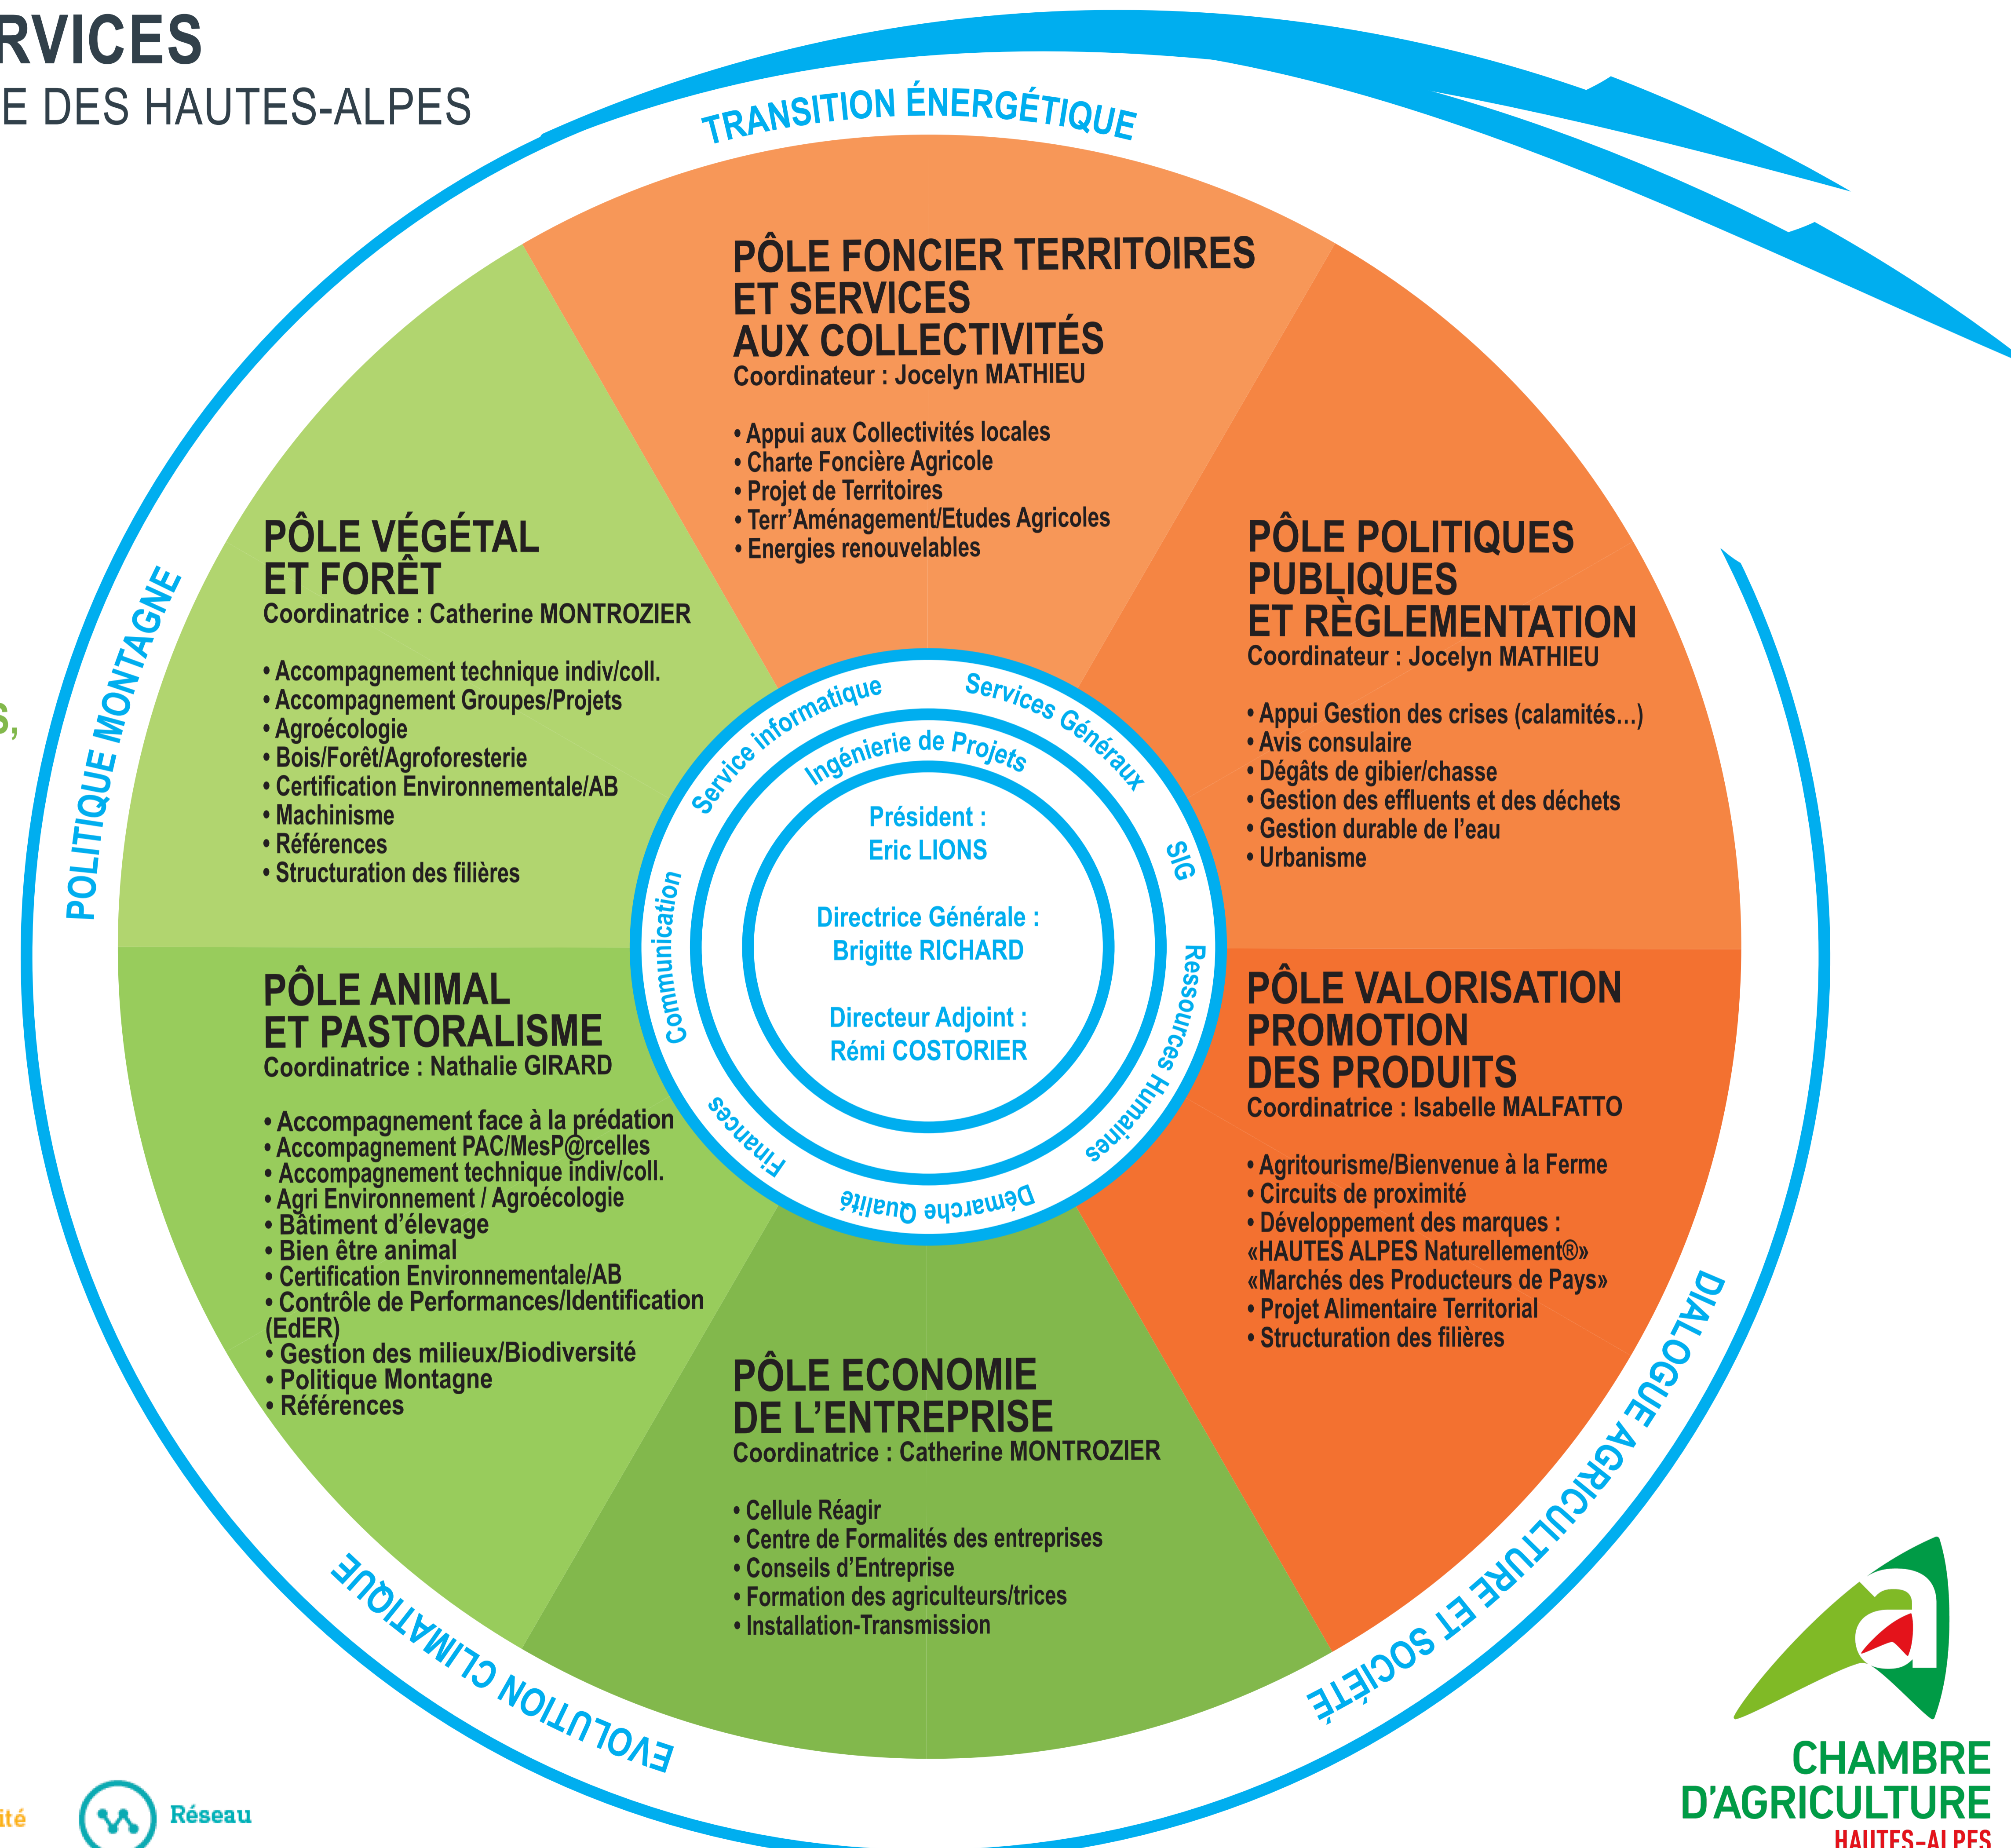 RVICES
E DES HAUTES-ALPES
TRANSITION ÉNERGÉTIQUE
PÔLE FONCIER TERRITOIRES
ET SERVICES
AUX COLLECTIVITÉS
Coordinateur : Jocelyn MATHIEU
• Appui aux Collectivités locales
• Charte Foncière Agricole
• Projet de Territoires
• Terr’Aménagement/Etudes Agricoles
• Energies renouvelables
PÔLE VÉGÉTAL
ET FORÊT
Coordinatrice : Catherine MONTROZIER
• Accompagnement technique indiv/coll.
• Accompagnement Groupes/Projets
• Agroécologie
• Bois/Forêt/Agroforesterie
• Certification Environnementale/AB
• Machinisme
• Références
• Structuration des filières
PÔLE POLITIQUES
PUBLIQUES
ET RÈGLEMENTATION
Coordinateur : Jocelyn MATHIEU
• Appui Gestion des crises (calamités…)
• Avis consulaire
• Dégâts de gibier/chasse
• Gestion des effluents et des déchets
• Gestion durable de l’eau
• Urbanisme
POLITIQUE MONTAGNE
S,
Service informatique
Services Généraux
SIG
Ressources Humaines
Démarche Qualité
Finances
Communication
Ingénierie de Projets
Président :
Eric LIONS
Directrice Générale :
Brigitte RICHARD
Directeur Adjoint :
Rémi COSTORIER
PÔLE ANIMAL
ET PASTORALISME
Coordinatrice : Nathalie GIRARD
• Accompagnement face à la prédation
• Accompagnement PAC/MesP@rcelles
• Accompagnement technique indiv/coll.
• Agri Environnement / Agroécologie
• Bâtiment d’élevage
• Bien être animal
• Certification Environnementale/AB
• Contrôle de Performances/Identification
(EdER)
• Gestion des milieux/Biodiversité
• Politique Montagne
• Références
PÔLE VALORISATION
PROMOTION
DES PRODUITS
Coordinatrice : Isabelle MALFATTO
• Agritourisme/Bienvenue à la Ferme
• Circuits de proximité
• Développement des marques :
«HAUTES ALPES Naturellement®»
«Marchés des Producteurs de Pays»
• Projet Alimentaire Territorial
• Structuration des filières
PÔLE ECONOMIE
DE L’ENTREPRISE
Coordinatrice : Catherine MONTROZIER
• Cellule Réagir
• Centre de Formalités des entreprises
• Conseils d’Entreprise
• Formation des agriculteurs/trices
• Installation-Transmission
EVOLUTION CLIMATIQUE
DIALOGUE AGRICULTURE ET SOCIÉTÉ
ité
Réseau
CHAMBRE
D’AGRICULTURE
HAUTES-ALPES